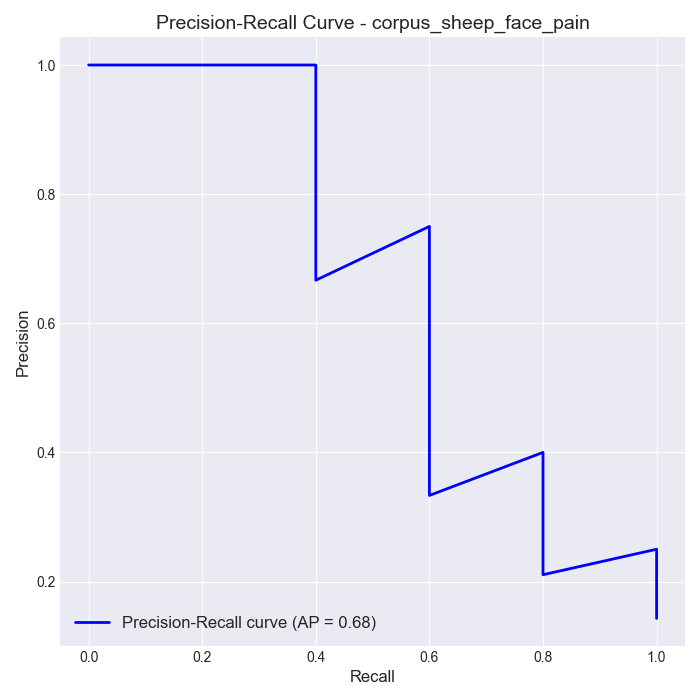 Precision-Recall Curve - corpus_sheep_face_pain
1.0
0.8
0.6
0.4
0.2
Precision
Precision-Recall curve (AP = 0.68)
0.0 0.2 0.4 0.6 0.8 1.0
Recall